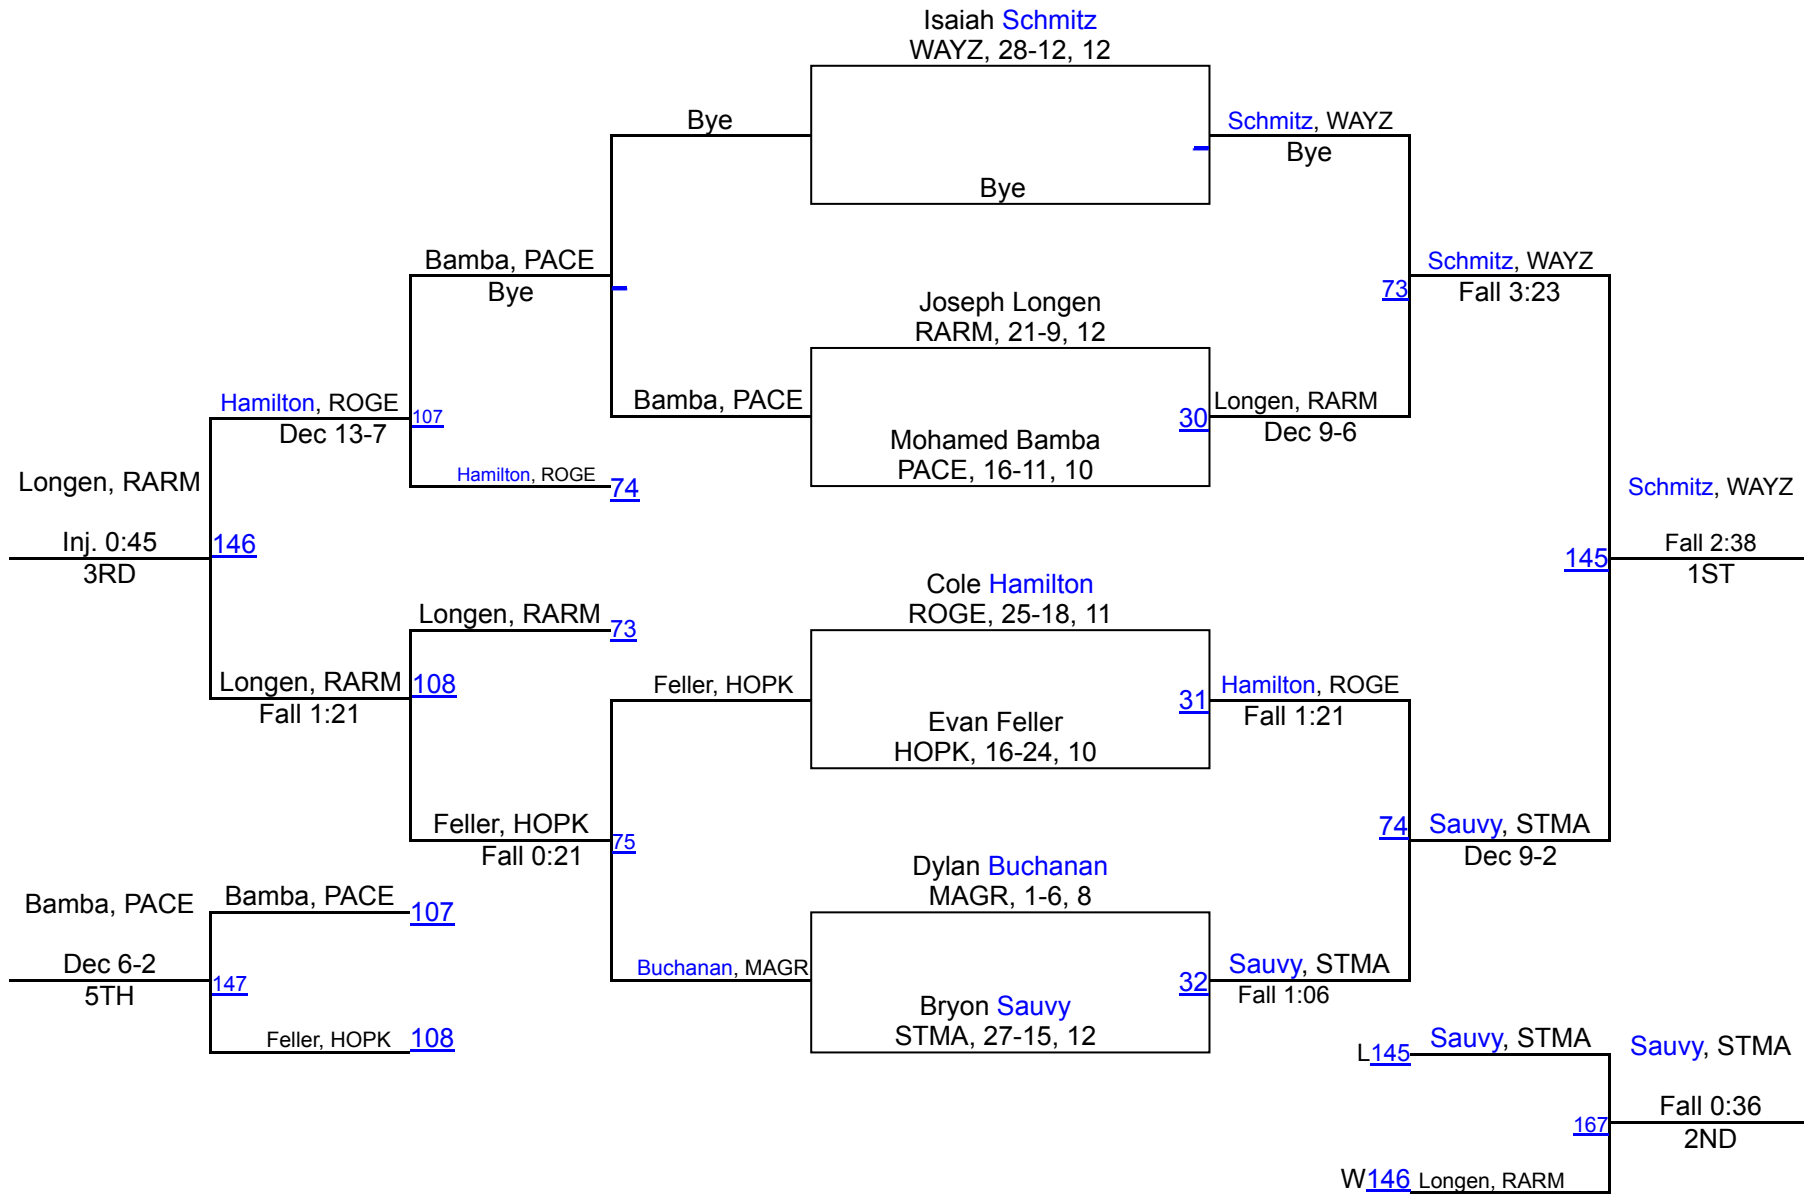 Isaiah Schmitz
WAYZ, 28-12, 12
Bye
Schmitz, WAYZ
Bye
Bye
Bamba, PACE
Bye
Schmitz, WAYZ
73
Fall 3:23
Joseph Longen
RARM, 21-9, 12
Hamilton, ROGE
107
Dec 13-7
Bamba, PACE
30
Longen, RARM
Dec 9-6
Mohamed Bamba
PACE, 16-11, 10
Hamilton, ROGE
74
Longen, RARM
Inj. 0:45
146
3RD
Schmitz, WAYZ
145
Fall 2:38
1ST
Cole Hamilton
ROGE, 25-18, 11
Longen, RARM
73
Longen, RARM
108
Fall 1:21
Feller, HOPK
31
Hamilton, ROGE
Fall 1:21
Evan Feller
HOPK, 16-24, 10
Feller, HOPK
75
Fall 0:21
74
Sauvy, STMA
Dec 9-2
Dylan Buchanan
MAGR, 1-6, 8
Bamba, PACE
Bamba, PACE
107
Dec 6-2
147
5TH
Feller, HOPK
108
Buchanan, MAGR
32
Sauvy, STMA
Fall 1:06
Bryon Sauvy
STMA, 27-15, 12
L145
Sauvy, STMA
Sauvy, STMA
167
Fall 0:36
2ND
W146
Longen, RARM